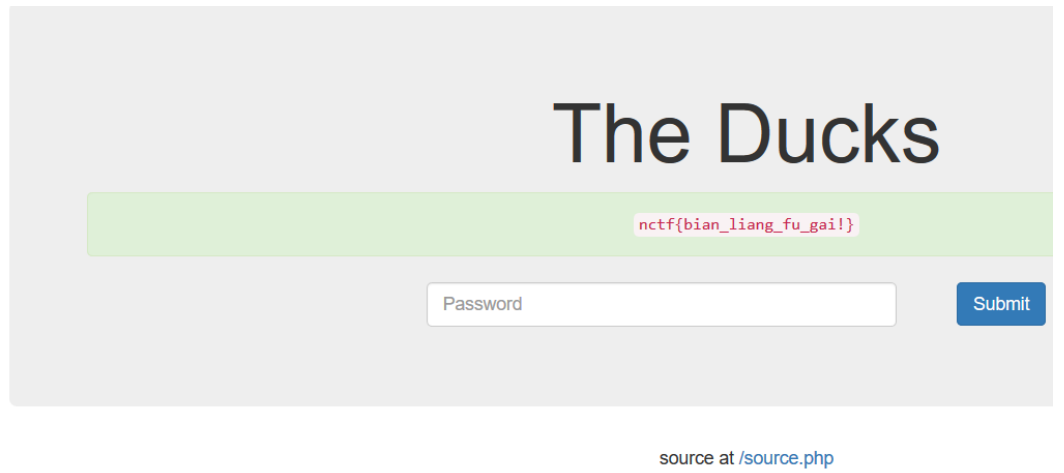 The Ducks
nctf{bian_liang_fu_gai!}
Password
Submit
source at /source.php